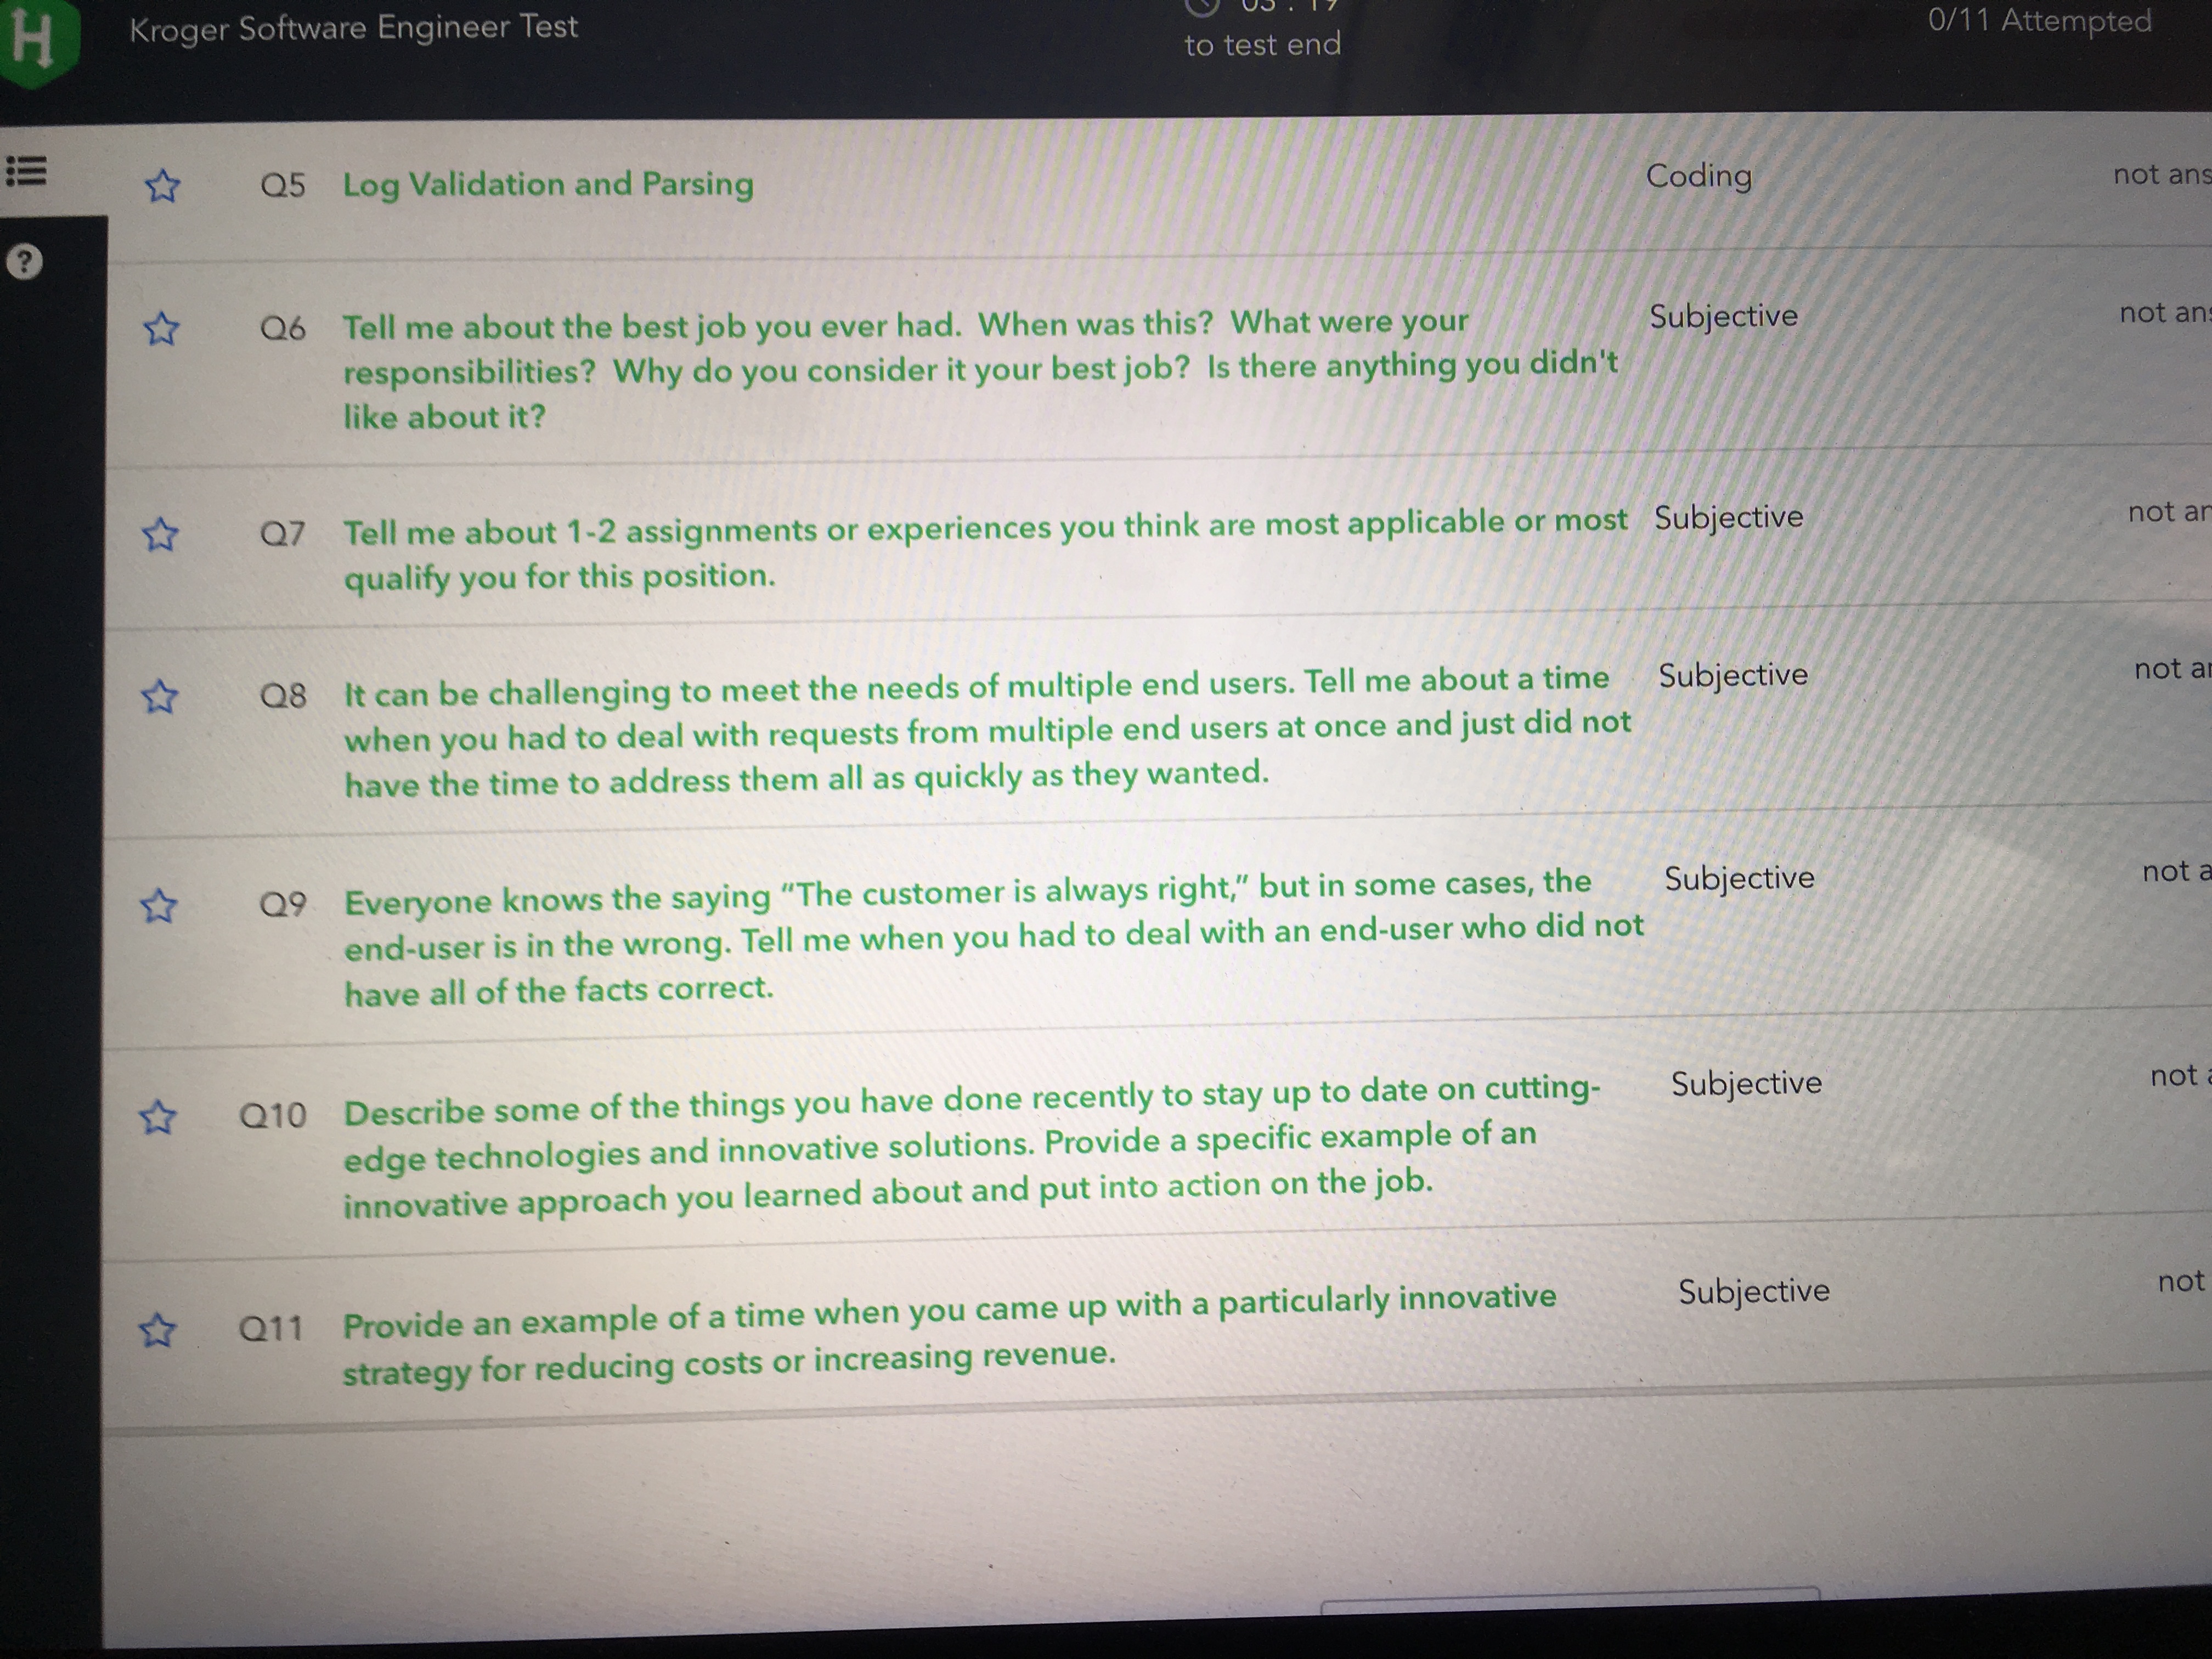 Kroger Software Engineer Test
to test end
0/11 Attempted
Q5 Log Validation and Parsing Coding not ans
Q6 Tell me about the best job you ever had. When was this? What were your Subjective not ans
responsibilities? Why do you consider it your best job? Is there anything you didn't
like about it?
Q7 Tell me about 1-2 assignments or experiences you think are most applicable or most Subjective not an
qualify you for this position.
Q8 It can be challenging to meet the needs of multiple end users. Tell me about a time Subjective not a
when you had to deal with requests from multiple end users at once and just did not
have the time to address them all as quickly as they wanted.
Q9 Everyone knows the saying “The customer is always right,” but in some cases, the Subjective not a
end-user is in the wrong. Tell me when you had to deal with an end-user who did not
have all of the facts correct.
Q10 Describe some of the things you have done recently to stay up to date on cutting- Subjective not a
edge technologies and innovative solutions. Provide a specific example of an
innovative approach you learned about and put into action on the job.
Q11 Provide an example of a time when you came up with a particularly innovative Subjective not
strategy for reducing costs or increasing revenue.